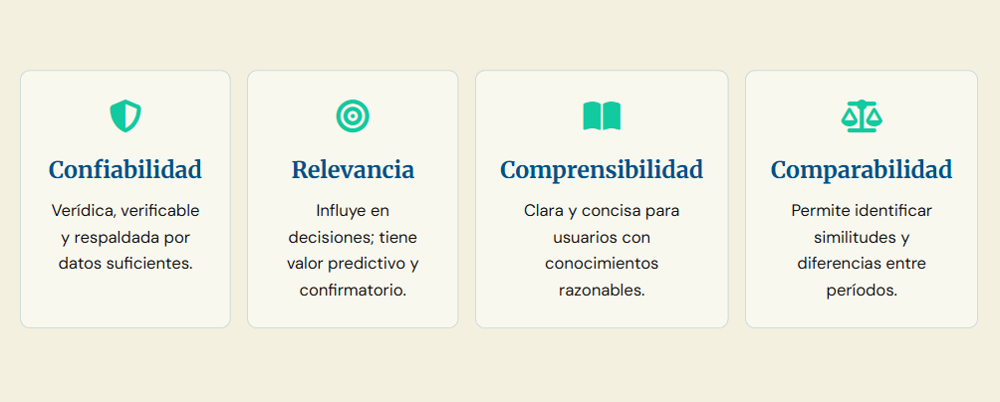 Confiabilidad
Verídica, verificable
y respaldada por
datos suficientes.
Relevancia
Influye en
decisiones; tiene
valor predictivo y
confirmatorio.
Comprensibilidad
Clara y concisa para
usuarios con
conocimientos
razonables.
Comparabilidad
Permite identificar
similitudes y
diferencias entre
períodos.